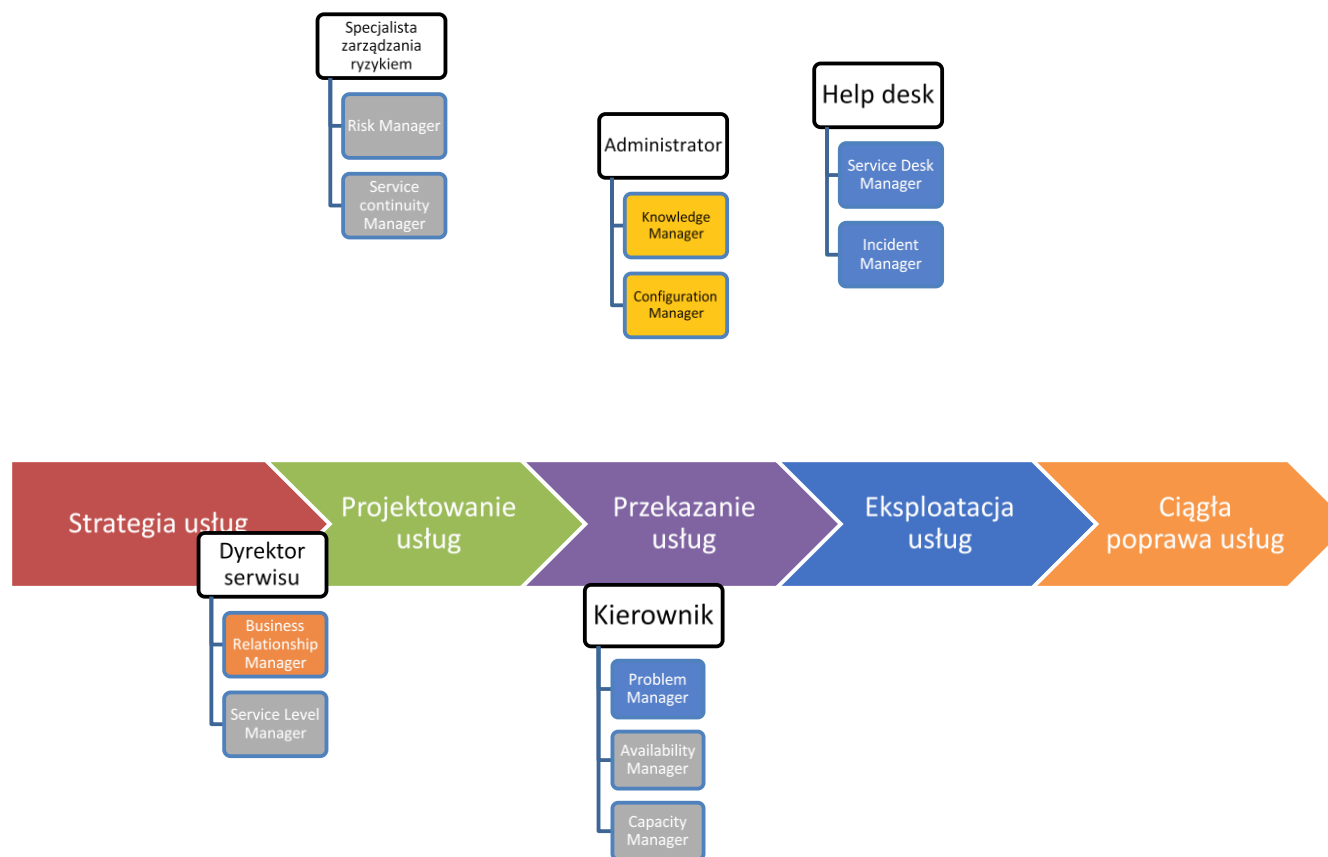 Specjalista
zarządzania
ryzykiem
Risk Manager
Service
continuity
Manager
Administrator
Knowledge
Manager
Configuration
Manager
Help desk
Service Desk
Manager
Incident
Manager
Strategia usług
Projektowanie
usług
Przekazanie
usług
Eksploatacja
usług
Ciągła
poprawa usług
Dyrektor
serwisu
Business
Relationship
Manager
Service Level
Manager
Kierownik
Problem
Manager
Availability
Manager
Capacity
Manager